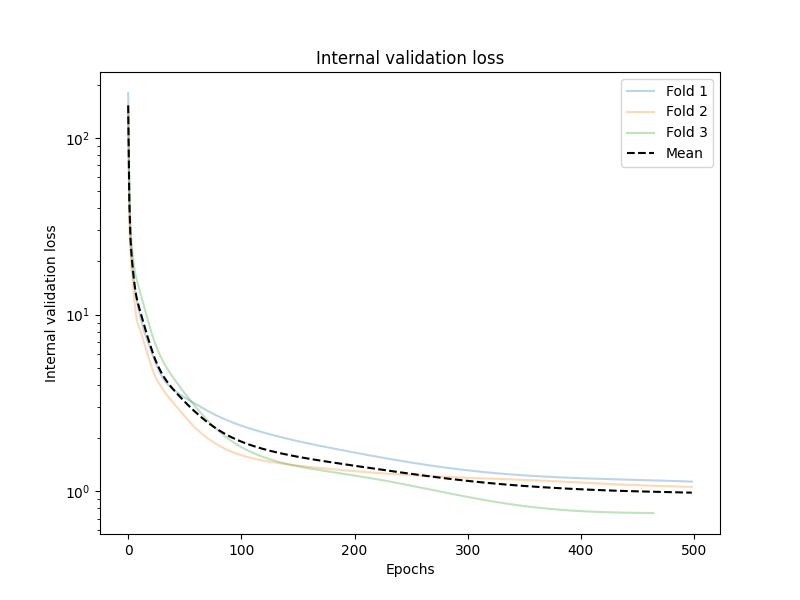 Internal validation loss
Fold 1
Fold 2
Fold 3
Mean
10²
10¹
10⁰
Internal validation loss
0 100 200 300 400 500
Epochs